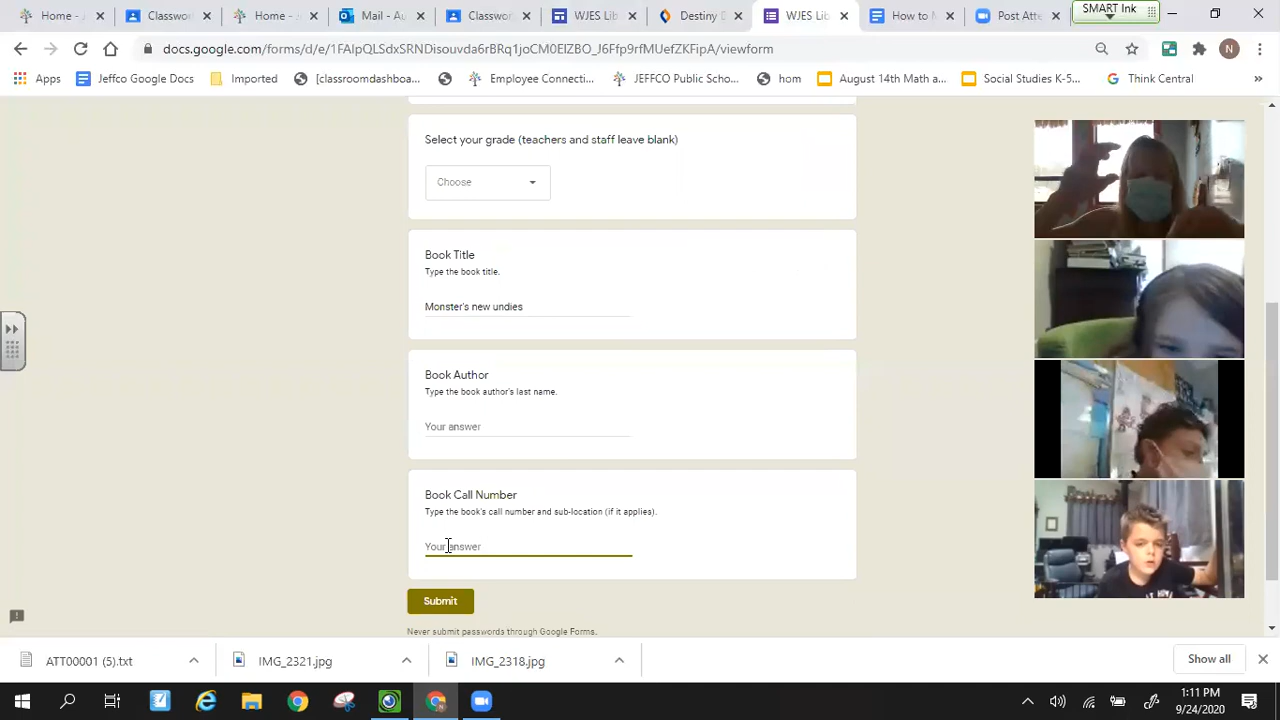 Home -
Classwor
Home -
Mail - Au
Classwor
WJES Lib
Destiny D
WJES Lib
How to M
Post Atte
SMART Ink
docs.google.com/forms/d/e/1FAIpQLSdxSRNDisouvda6rBRq1joCM0EIZBO_J6Ffp9rfMUefZKFipA/viewform
N
Apps
Jeffco Google Docs
Imported
[classroomdashboa...
Employee Connecti...
JEFFCO Public Scho...
hom
August 14th Math a...
Social Studies K-5...
Think Central
»
Select your grade (teachers and staff leave blank)
Choose
Book Title
Type the book title.
Monster's new undies
Book Author
Type the book author's last name.
Your answer
Book Call Number
Type the book's call number and sub-location (if it applies).
Your answer
Submit
Never submit passwords through Google Forms.
ATT00001 (5).txt
IMG_2321.jpg
IMG_2318.jpg
Show all
1:11 PM
9/24/2020